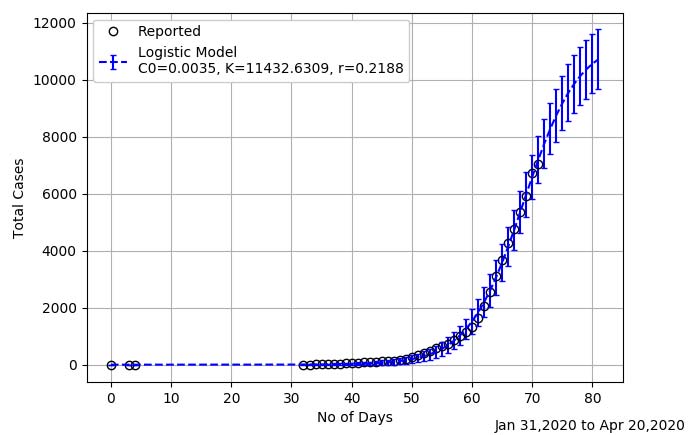 Reported
Logistic Model
C0=0.0035, K=11432.6309, r=0.2188
12000
10000
8000
6000
4000
2000
0
Total Cases
0 10 20 30 40 50 60 70 80
No of Days
Jan 31,2020 to Apr 20,2020